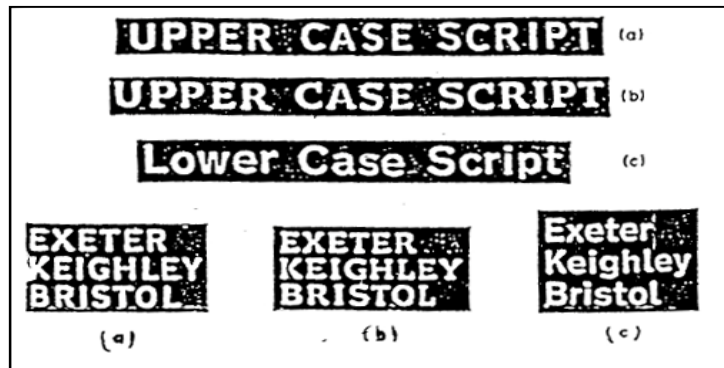 UPPER CASE SCRIPT (a)
UPPER CASE SCRIPT (b)
Lower Case Script (c)
EXETER
KEIGHLEY
BRISTOL
(a)
EXETER
KEIGHLEY
BRISTOL
(b)
Exeter
Keighley
Bristol
(c)